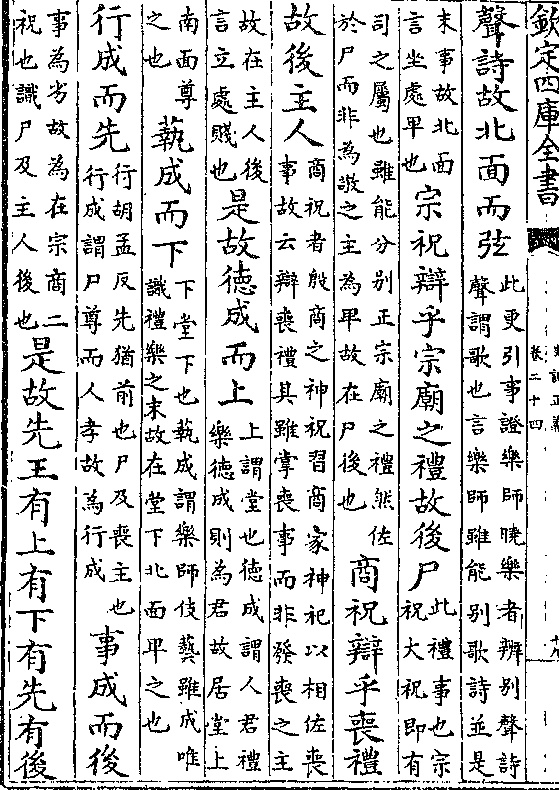 欽定四庫全書
卷二十四
聲詩故北面而弦
此更引事證樂師曉樂者辨别聲詩
聲謂歌也言樂師雖能别歌詩並是
末事故北面
言坐處卑也
宗祝辯乎宗廟之禮故後尸
此禮事也宗
祝大祝即有
司之屬也雖能分别正宗廟之禮然佐
於尸而非為敬之主為卑故在尸後也
商祝辯乎喪禮
故後主人
商祝者殷商之神祝習商家神祀以相佐喪
事故云辯喪禮其雖掌喪事而非發喪之主
故在主人後
言立處賤也
是故徳成而上
上謂堂也徳成謂人君禮
樂徳成則為君故居堂上
南面尊
之也
藝成而下
下堂下也藝成謂樂師伎藝雖成唯
識禮樂之末故在堂下北面卑之也
行成而先
行胡孟反先猶前也尸及喪主也
行成謂尸尊而人孝故為行成
事成而後
事為劣故為在宗商二
祝也識尸及主人後也
是故先王有上有下有先有後